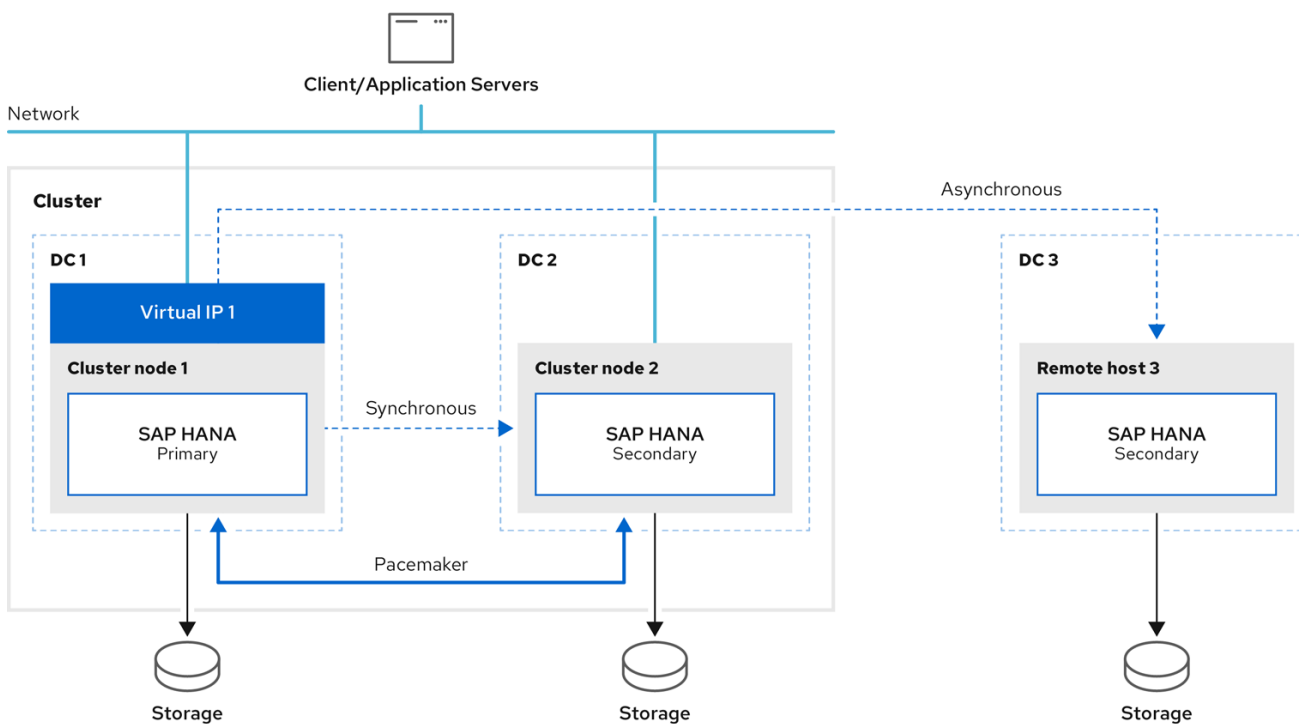 Client/Application Servers
Network
Cluster
Asynchronous
DC 1
DC 2
DC 3
Virtual IP 1
Cluster node 1
Cluster node 2
Remote host 3
Synchronous
SAP HANA
Primary
SAP HANA
Secondary
SAP HANA
Secondary
Pacemaker
Storage
Storage
Storage